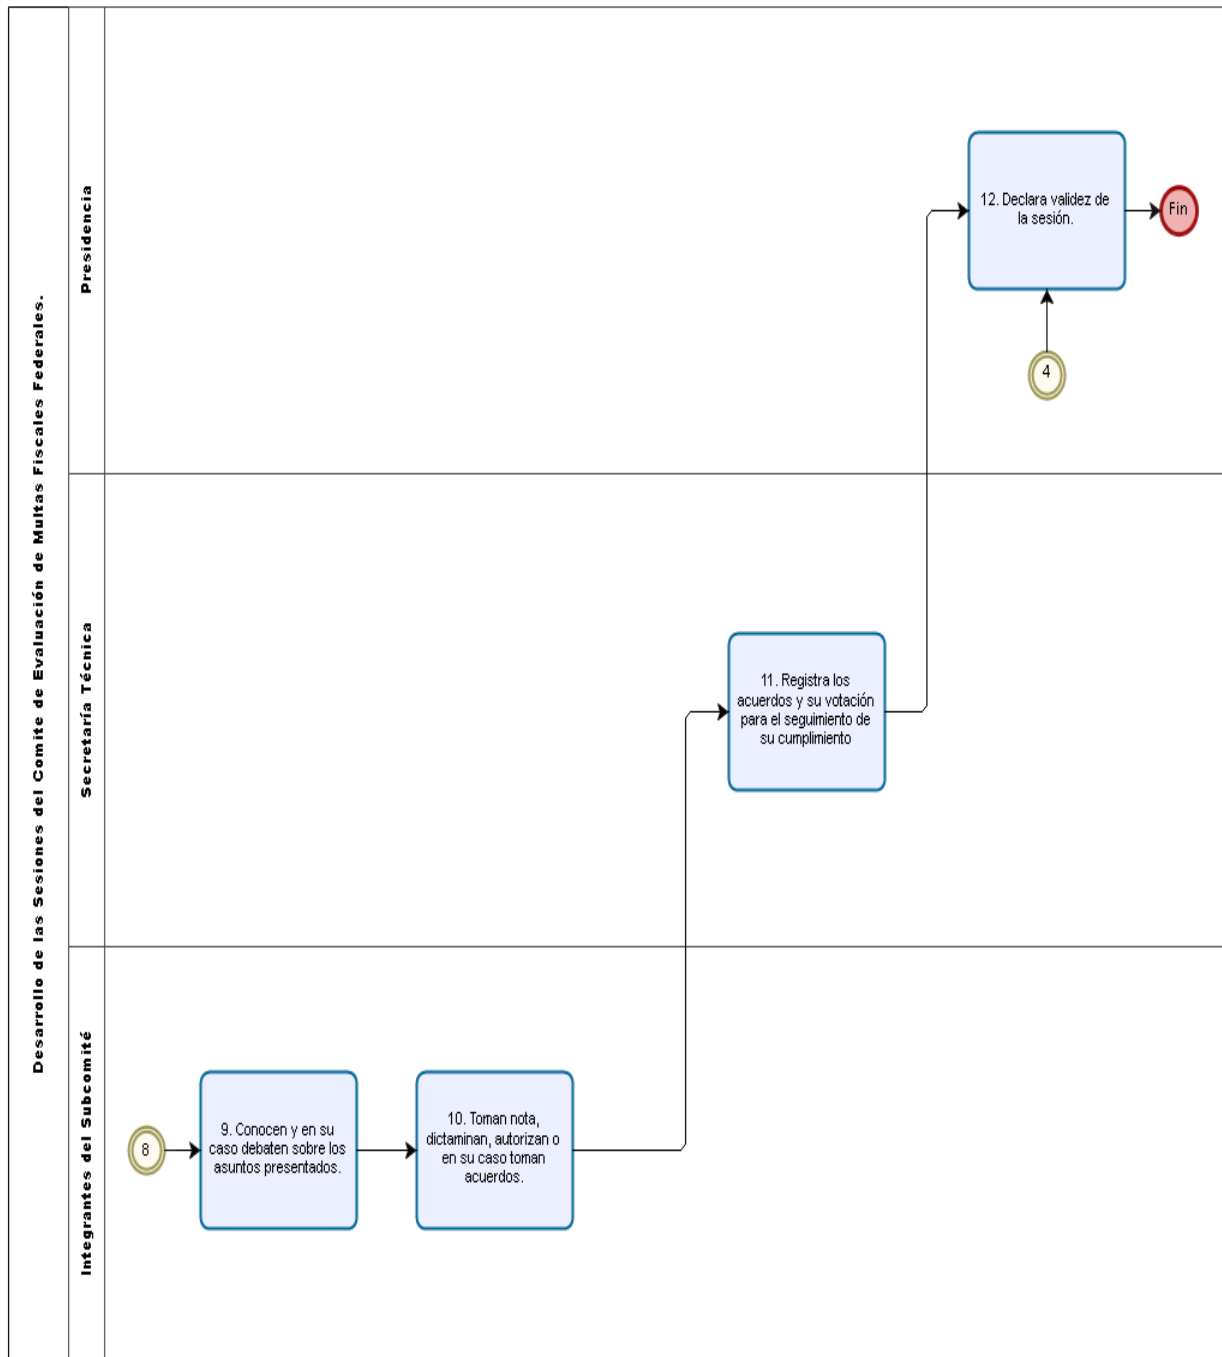 Desarrollo de las Sesiones del Comite de Evaluación de Multas Fiscales Federales.
Presidencia
12. Declara validez de
la sesión.
Fin
4
Secretaría Técnica
11. Registra los
acuerdos y su votación
para el seguimiento de
su cumplimiento
Integrantes del Subcomité
8
9. Conocen y en su
caso debaten sobre los
asuntos presentados.
10. Toman nota,
dictaminan, autorizan o
en su caso toman
acuerdos.